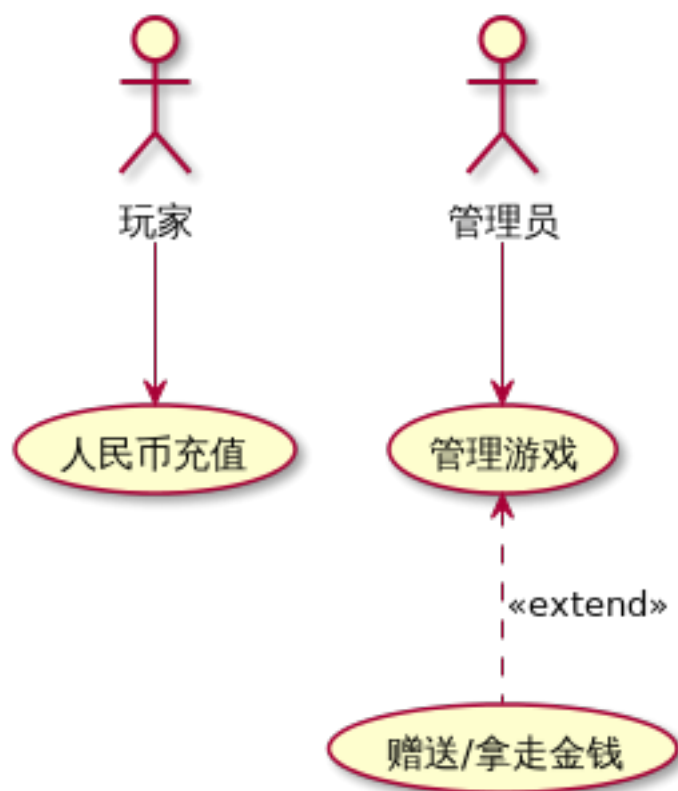 玩家
管理员
人民币充值
管理游戏
«extend»
赠送/拿走金钱